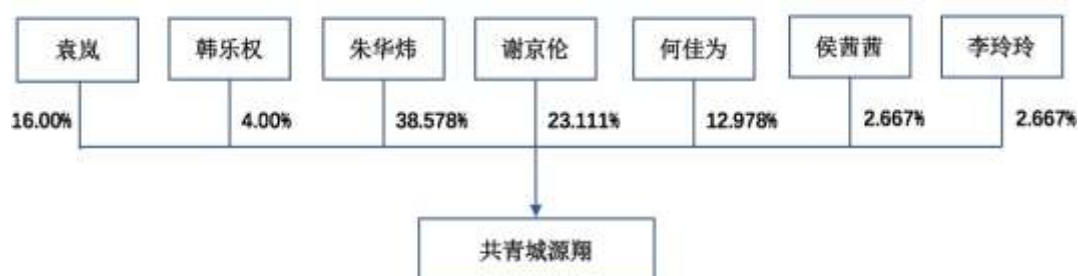 袁岚 韩乐权 朱华炜 谢京伦 何佳为 侯茜茜 李玲玲
16.00% 4.00% 38.578% 23.111% 12.978% 2.667% 2.667%
共青城源翔